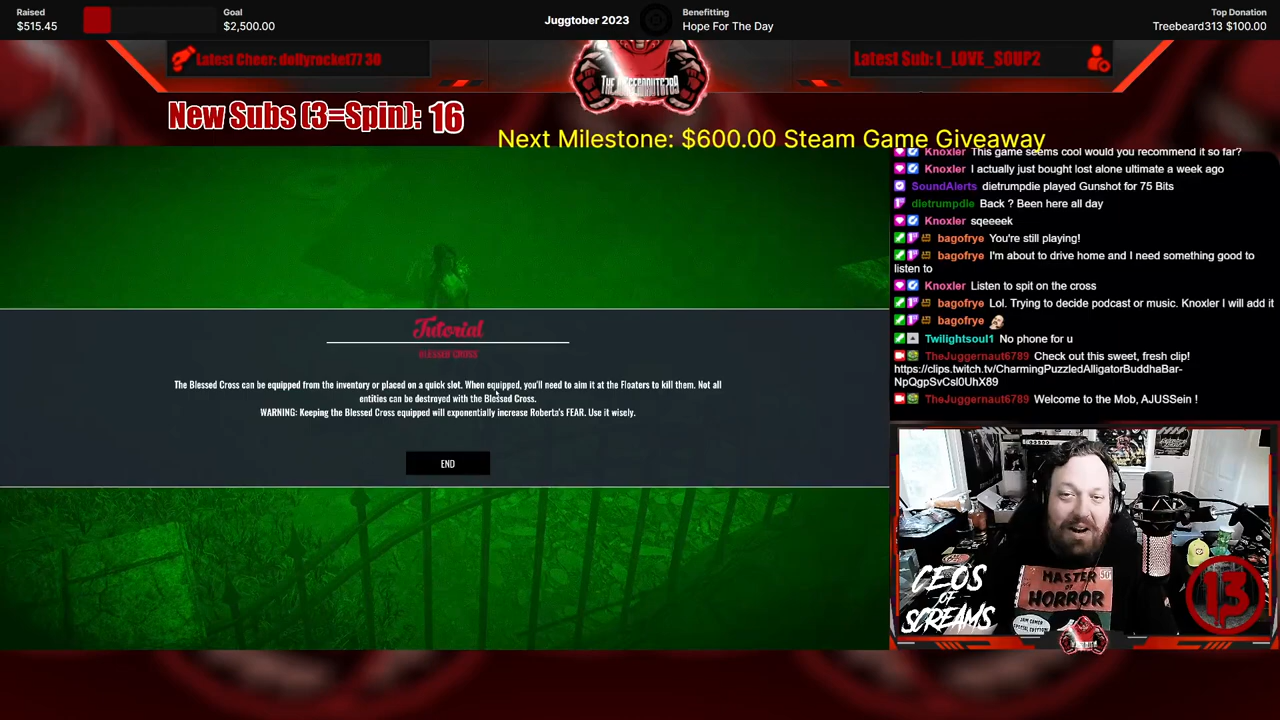 Raised
$515.45
Goal
$2,500.00
Juggtober 2023
Benefitting
Hope For The Day
Top Donation
Treebeard313 $100.00
Latest Cheer: dollyrocket77 30
THEJUGGERNAUT6789
Latest Sub: I_LOVE_SOUP2
New Subs (3=Spin): 16
Next Milestone: $600.00 Steam Game Giveaway
Knoxler This game seems cool would you recommend it so far?
Knoxler I actually just bought lost alone ultimate a week ago
SoundAlerts dietrumpdie played Gunshot for 75 Bits
dietrumpdie Back ? Been here all day
Knoxler sqeeeek
bagofrye You're still playing!
bagofrye I'm about to drive home and I need something good to
listen to
Knoxler Listen to spit on the cross
bagofrye Lol. Trying to decide podcast or music. Knoxler I will add it
bagofrye
Twilightsoul1 No phone for u
TheJuggernaut6789 Check out this sweet, fresh clip!
https://clips.twitch.tv/CharmingPuzzledAlligatorBuddhaBar-
NpQgpSvCsI0UhX89
TheJuggernaut6789 Welcome to the Mob, AJUSSein !
Tutorial
BLESSED CROSS
The Blessed Cross can be equipped from the inventory or placed on a quick slot. When equipped, you'll need to aim it at the Floaters to kill them. Not all
entities can be destroyed with the Blessed Cross.
WARNING: Keeping the Blessed Cross equipped will exponentially increase Roberta's FEAR. Use it wisely.
END
CEOS
OF
SCREAMS
MASTER
OF
HORROR
13